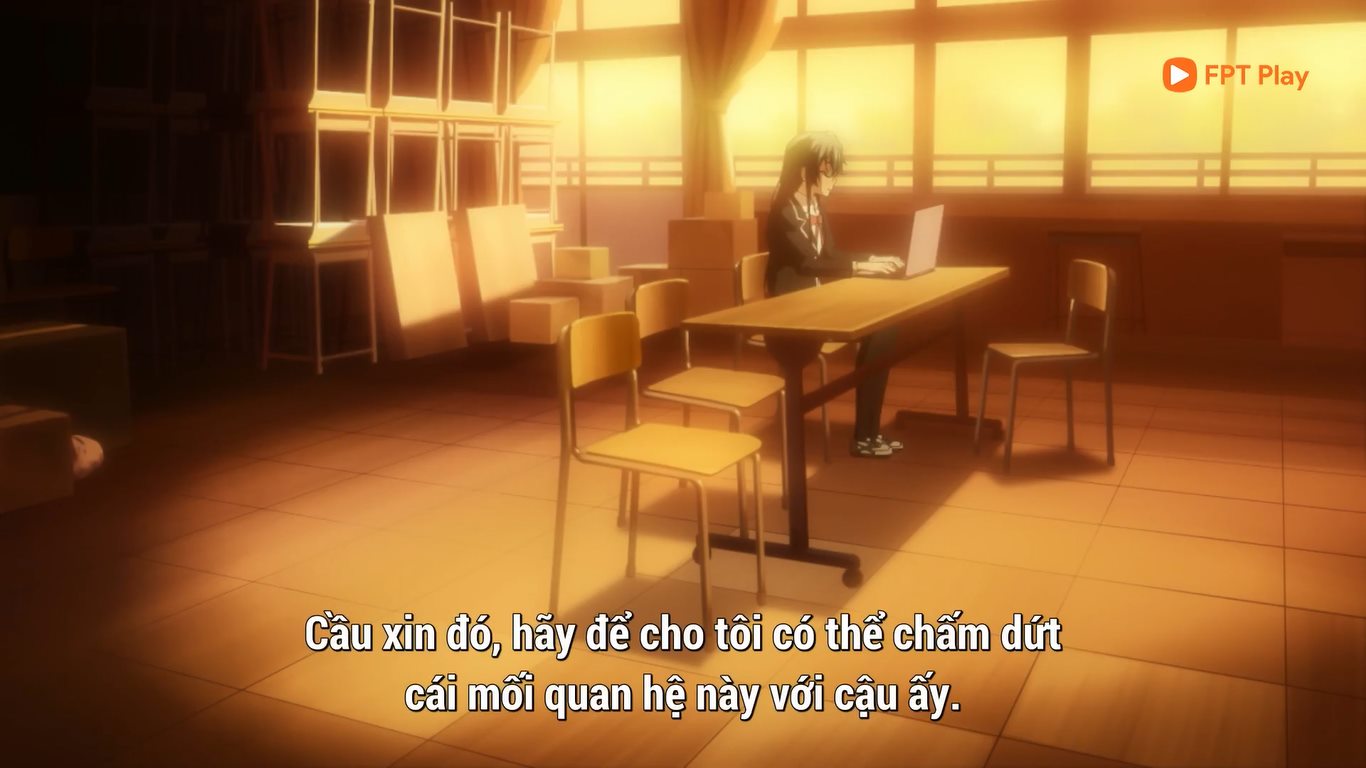 FPT Play
Cầu xin đó, hãy để cho tôi có thể chấm dứt
cái mối quan hệ này với cậu ấy.